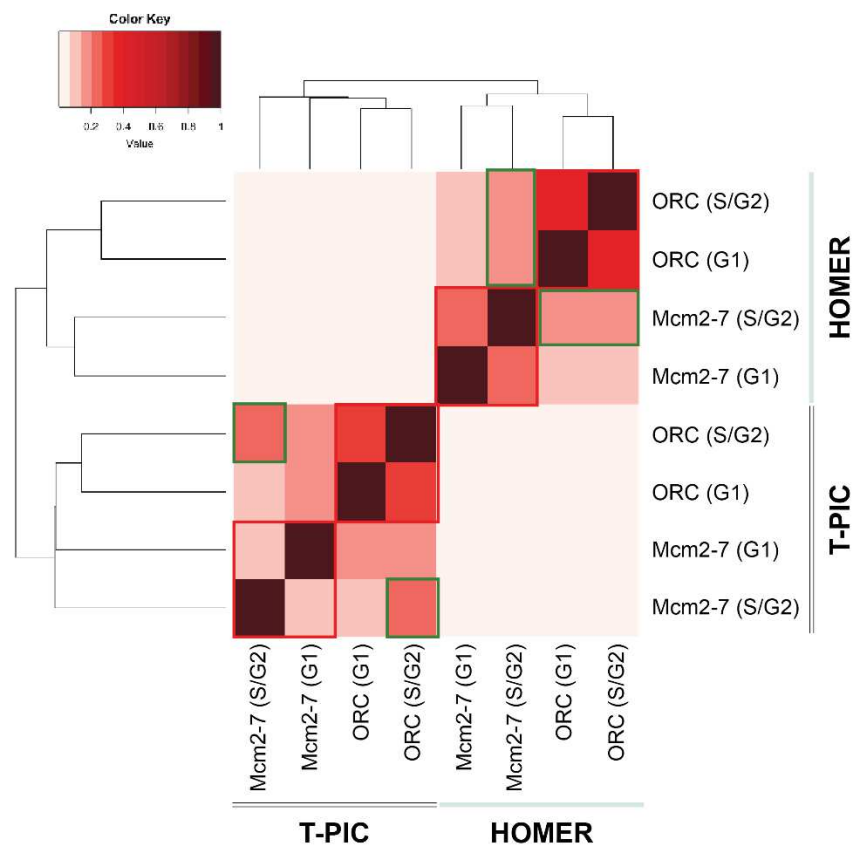 Color Key
0.2 0.4 0.6 0.8 1
Value
ORC (S/G2)
ORC (G1)
Mcm2-7 (S/G2)
Mcm2-7 (G1)
HOMER
ORC (S/G2)
ORC (G1)
Mcm2-7 (G1)
Mcm2-7 (S/G2)
T-PIC
Mcm2-7 (S/G2)
Mcm2-7 (G1)
ORC (G1)
ORC (S/G2)
Mcm2-7 (G1)
Mcm2-7 (S/G2)
ORC (G1)
ORC (S/G2)
T-PIC HOMER